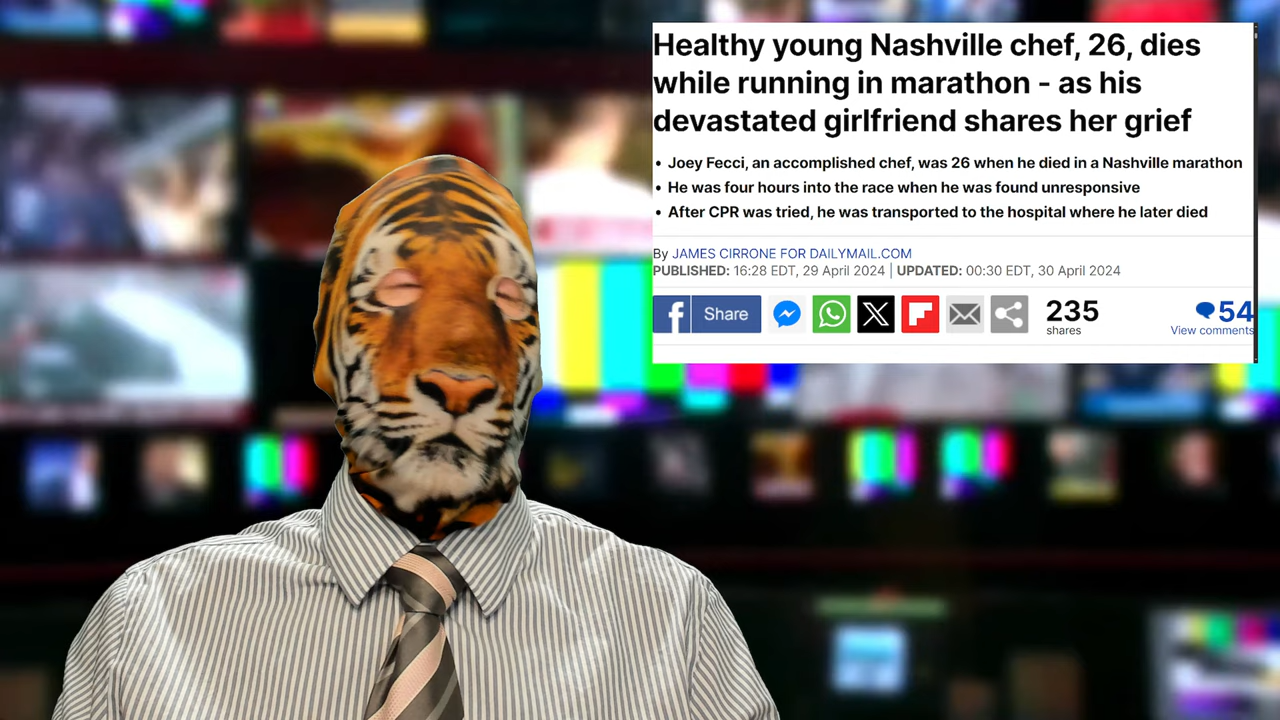 Healthy young Nashville chef, 26, dies
while running in marathon - as his
devastated girlfriend shares her grief
• Joey Fecci, an accomplished chef, was 26 when he died in a Nashville marathon
• He was four hours into the race when he was found unresponsive
• After CPR was tried, he was transported to the hospital where he later died
By JAMES CIRRONE FOR DAILYMAIL.COM
PUBLISHED: 16:28 EDT, 29 April 2024 | UPDATED: 00:30 EDT, 30 April 2024
f Share X 235 54
shares View comments